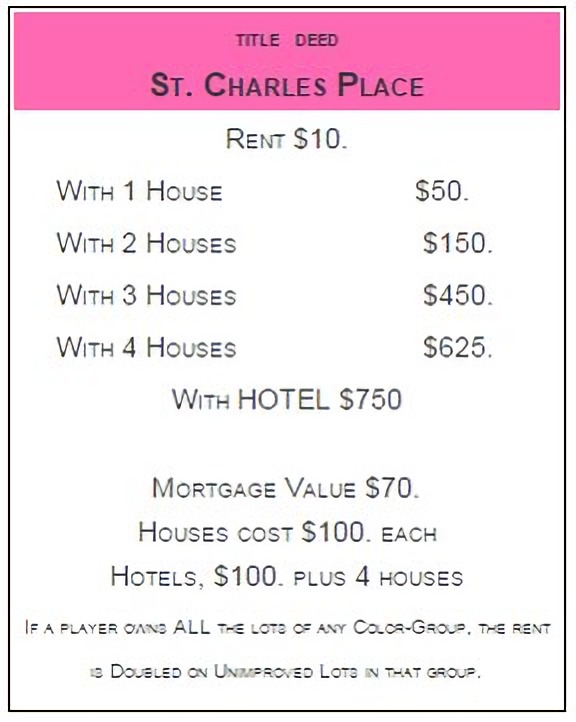 TITLE DEED
ST. CHARLES PLACE
RENT $10.
WITH 1 HOUSE $50.
WITH 2 HOUSES $150.
WITH 3 HOUSES $450.
WITH 4 HOUSES $625.
WITH HOTEL $750
MORTGAGE VALUE $70.
HOUSES COST $100. EACH
HOTELS, $100. PLUS 4 HOUSES
IF A PLAYER OWNS ALL THE LOTS OF ANY COLOR-GROUP, THE RENT
IS DOUBLED ON UNIMPROVED LOTS IN THAT GROUP.